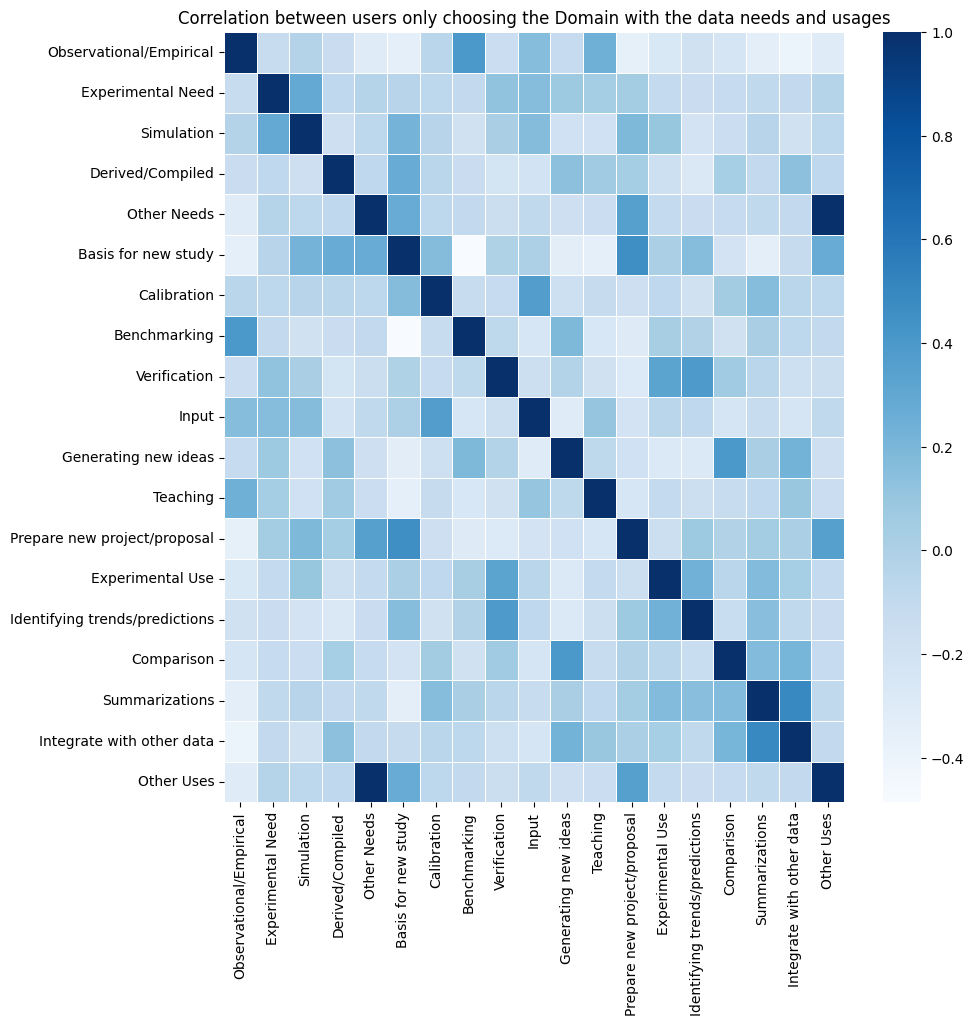 Correlation between users only choosing the Domain with the data needs and usages
Observational/Empirical
Experimental Need
Simulation
Derived/Compiled
Other Needs
Basis for new study
Calibration
Benchmarking
Verification
Input
Generating new ideas
Teaching
Prepare new project/proposal
Experimental Use
Identifying trends/predictions
Comparison
Summarizations
Integrate with other data
Other Uses
Observational/Empirical
Experimental Need
Simulation
Derived/Compiled
Other Needs
Basis for new study
Calibration
Benchmarking
Verification
Input
Generating new ideas
Teaching
Prepare new project/proposal
Experimental Use
Identifying trends/predictions
Comparison
Summarizations
Integrate with other data
Other Uses
1.0
0.8
0.6
0.4
0.2
0.0
−0.2
−0.4